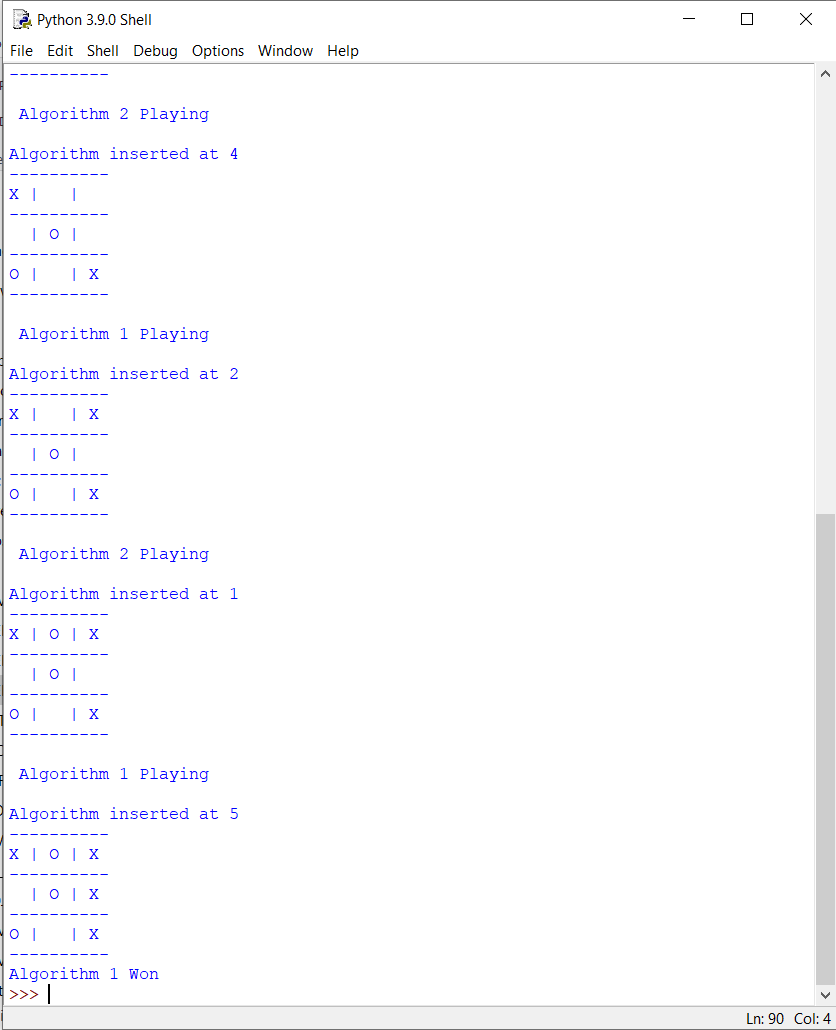 Python 3.9.0 Shell
File Edit Shell Debug Options Window Help
----------
 Algorithm 2 Playing
Algorithm inserted at 4
----------
X |   |
----------
  | O |
----------
O |   | X
----------
 Algorithm 1 Playing
Algorithm inserted at 2
----------
X |   | X
----------
  | O |
----------
O |   | X
----------
 Algorithm 2 Playing
Algorithm inserted at 1
----------
X | O | X
----------
  | O |
----------
O |   | X
----------
 Algorithm 1 Playing
Algorithm inserted at 5
----------
X | O | X
----------
  | O | X
----------
O |   | X
----------
Algorithm 1 Won
>>>
Ln: 90 Col: 4